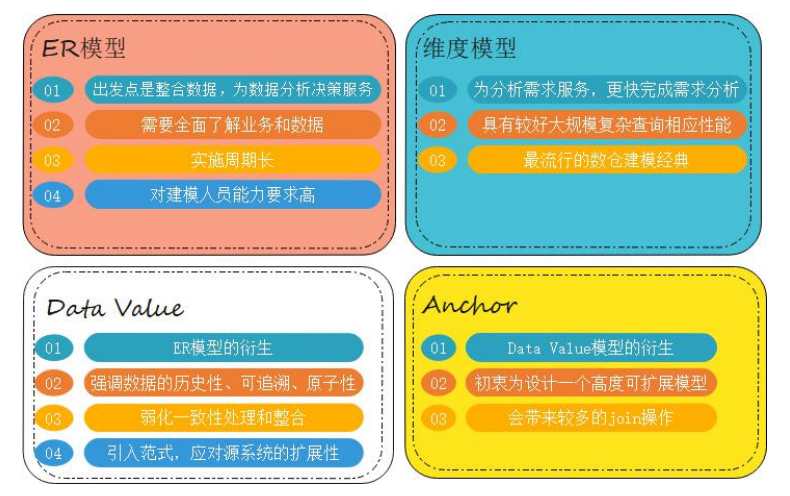 ER模型
01 出发点是整合数据，为数据分析决策服务
02 需要全面了解业务和数据
03 实施周期长
04 对建模人员能力要求高
维度模型
01 为分析需求服务，更快完成需求分析
02 具有较好大规模复杂查询相应性能
03 最流行的数仓建模经典
Data Value
01 ER模型的衍生
02 强调数据的历史性、可追溯、原子性
03 弱化一致性处理和整合
04 引入范式，应对源系统的扩展性
Anchor
01 Data Value模型的衍生
02 初衷为设计一个高度可扩展模型
03 会带来较多的join操作